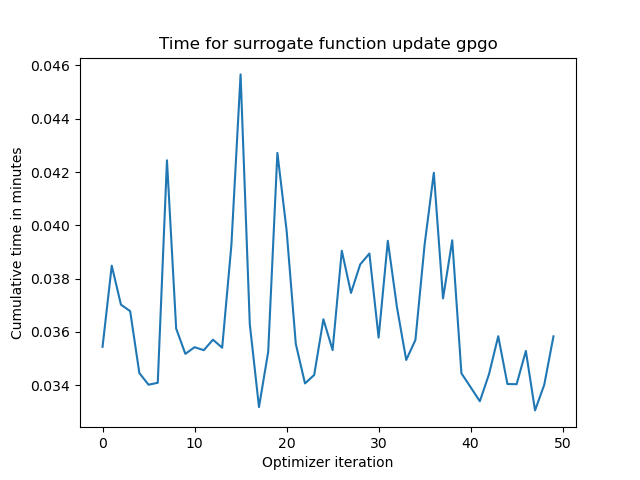 Time for surrogate function update gpgo
Cumulative time in minutes
0.046
0.044
0.042
0.040
0.038
0.036
0.034
0 10 20 30 40 50
Optimizer iteration